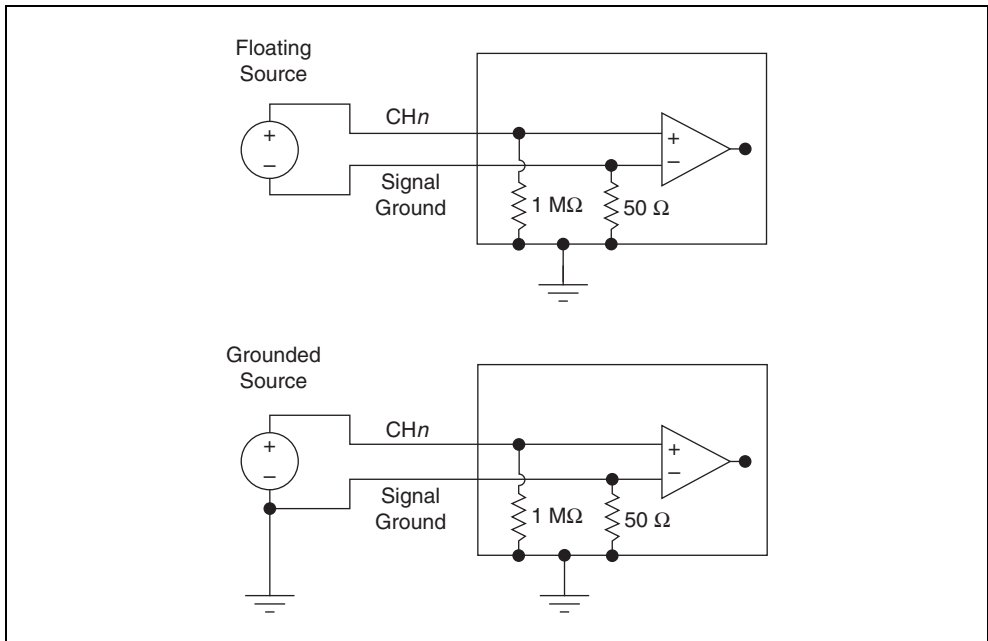 Floating
Source
+
−
CHn
Signal
Ground
+
−
1 MΩ
50 Ω
Grounded
Source
+
−
CHn
Signal
Ground
+
−
1 MΩ
50 Ω